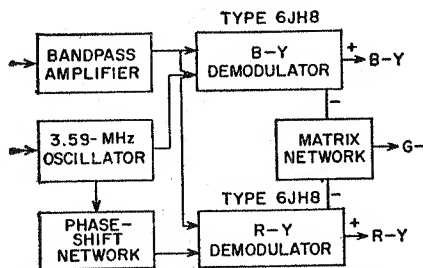 TYPE 6JH8
BANDPASS
AMPLIFIER
B-Y
DEMODULATOR
+
B-Y
-
3.59-MHz
OSCILLATOR
MATRIX
NETWORK
G-
-
TYPE 6JH8
PHASE-
SHIFT
NETWORK
R-Y
DEMODULATOR
+
R-Y